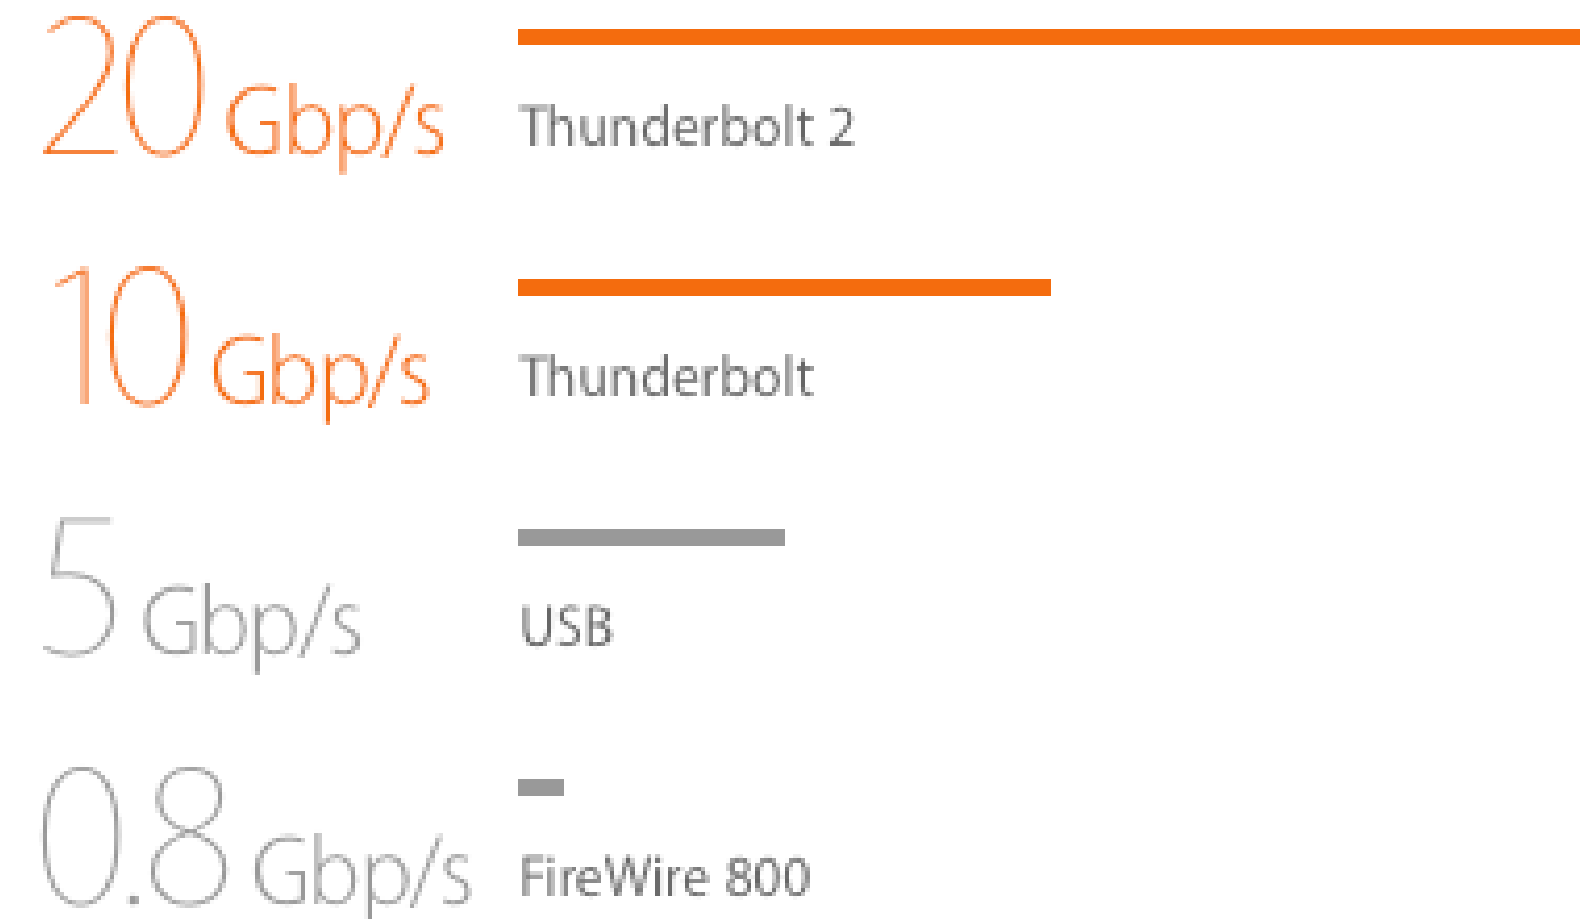 20 Gbp/s
Thunderbolt 2
10 Gbp/s
Thunderbolt
5 Gbp/s
USB
0.8 Gbp/s
FireWire 800